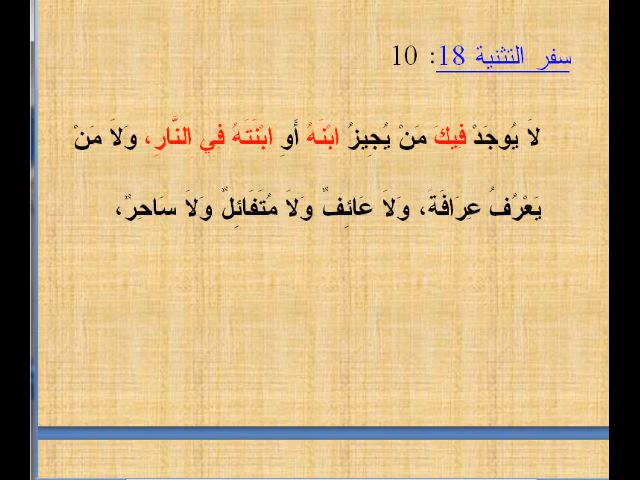 سفر التثنية 18: 10
لاَ يُوجَدْ فِيكَ مَنْ يُجِيزُ ابْنَهُ أَوِ ابْنَتَهُ فِي النَّارِ، وَلاَ مَنْ
يَعْرُفُ عِرَافَةَ، وَلاَ عَائِفٌ وَلاَ مُتَفَائِلٌ وَلاَ سَاحِرٌ،